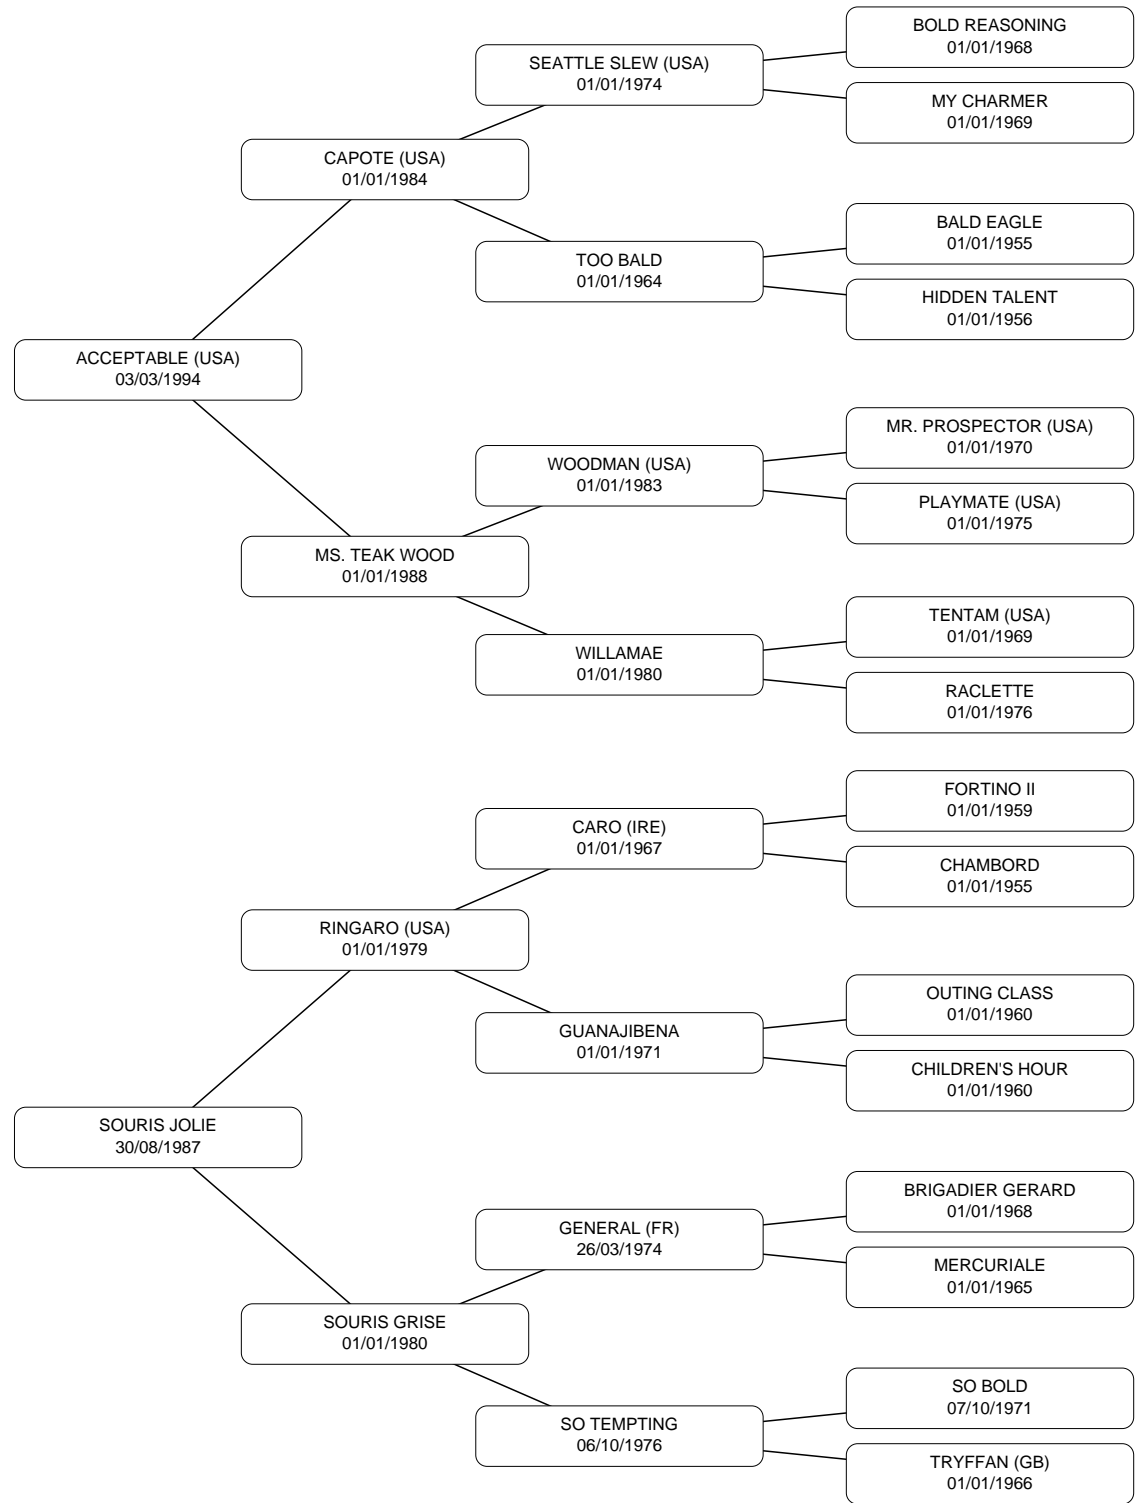 BOLD REASONING
01/01/1968
SEATTLE SLEW (USA)
01/01/1974
MY CHARMER
01/01/1969
CAPOTE (USA)
01/01/1984
BALD EAGLE
01/01/1955
TOO BALD
01/01/1964
HIDDEN TALENT
01/01/1956
ACCEPTABLE (USA)
03/03/1994
MR. PROSPECTOR (USA)
01/01/1970
WOODMAN (USA)
01/01/1983
PLAYMATE (USA)
01/01/1975
MS. TEAK WOOD
01/01/1988
TENTAM (USA)
01/01/1969
WILLAMAE
01/01/1980
RACLETTE
01/01/1976
FORTINO II
01/01/1959
CARO (IRE)
01/01/1967
CHAMBORD
01/01/1955
RINGARO (USA)
01/01/1979
OUTING CLASS
01/01/1960
GUANAJIBENA
01/01/1971
CHILDREN'S HOUR
01/01/1960
SOURIS JOLIE
30/08/1987
BRIGADIER GERARD
01/01/1968
GENERAL (FR)
26/03/1974
MERCURIALE
01/01/1965
SOURIS GRISE
01/01/1980
SO BOLD
07/10/1971
SO TEMPTING
06/10/1976
TRYFFAN (GB)
01/01/1966